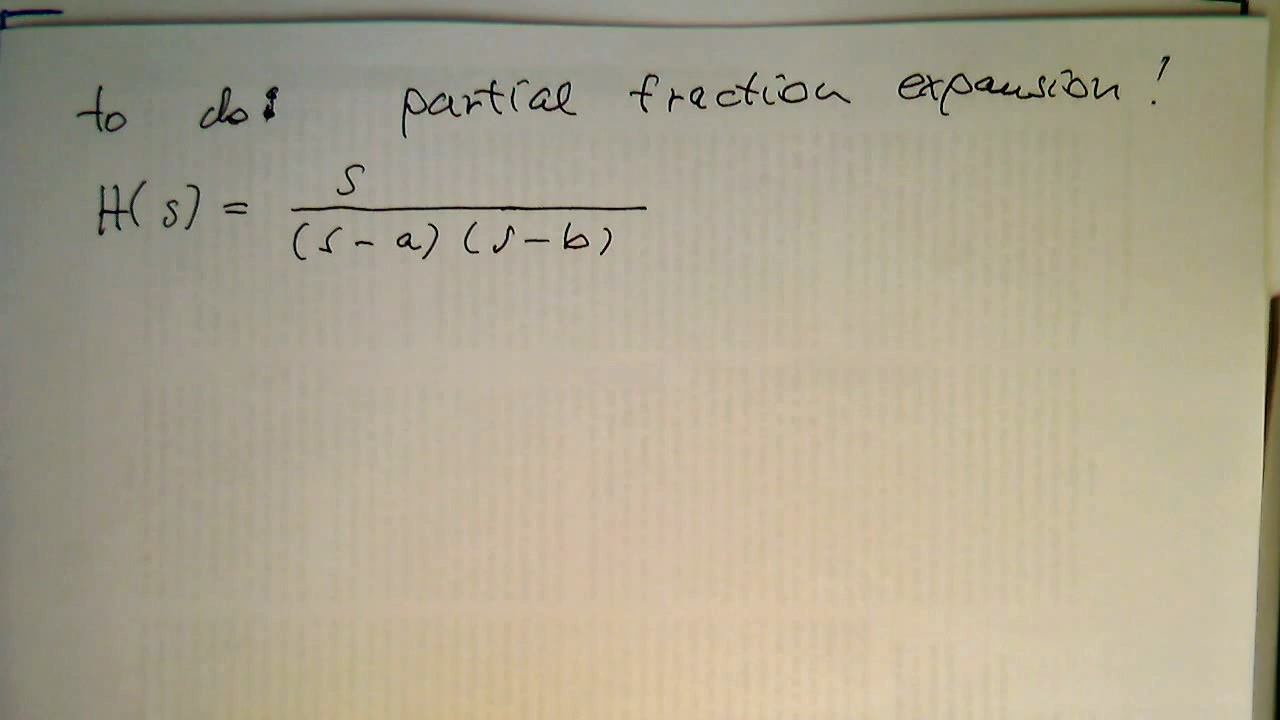 to do: partial fraction expansion!
H(s) = s / (s-a)(s-b)